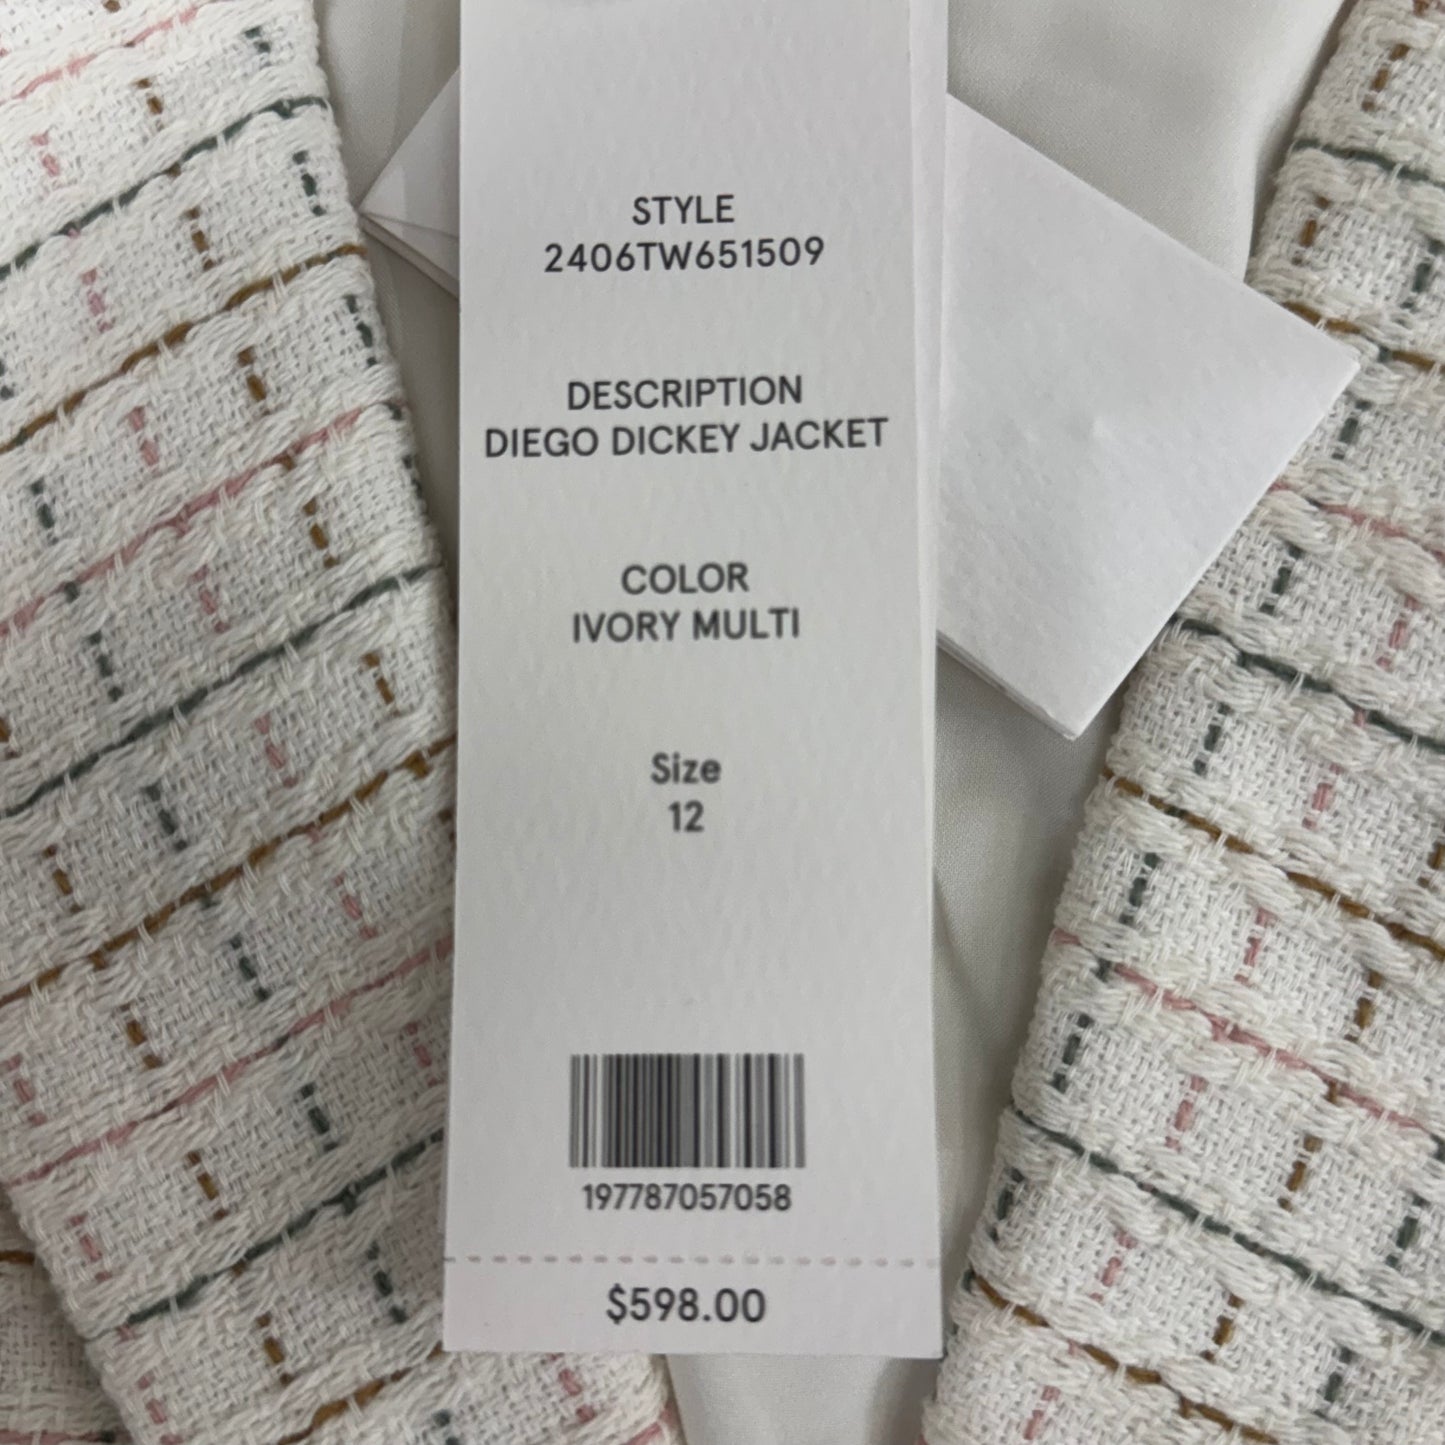 STYLE
2406TW651509
DESCRIPTION
DIEGO DICKEY JACKET
COLOR
IVORY MULTI
Size
12
197787057058
$598.00